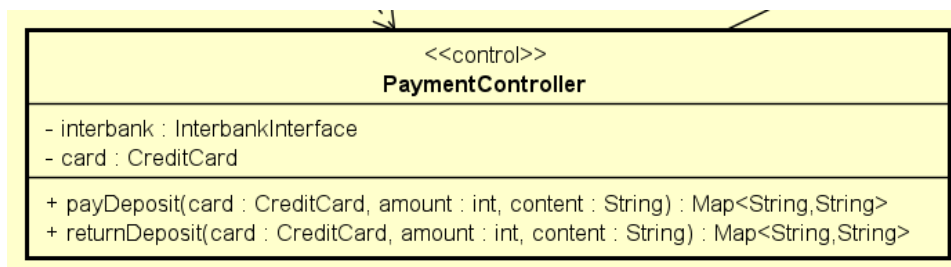 <<control>>
PaymentController
- interbank : InterbankInterface
- card : CreditCard
+ payDeposit(card : CreditCard, amount : int, content : String) : Map<String,String>
+ returnDeposit(card : CreditCard, amount : int, content : String) : Map<String,String>